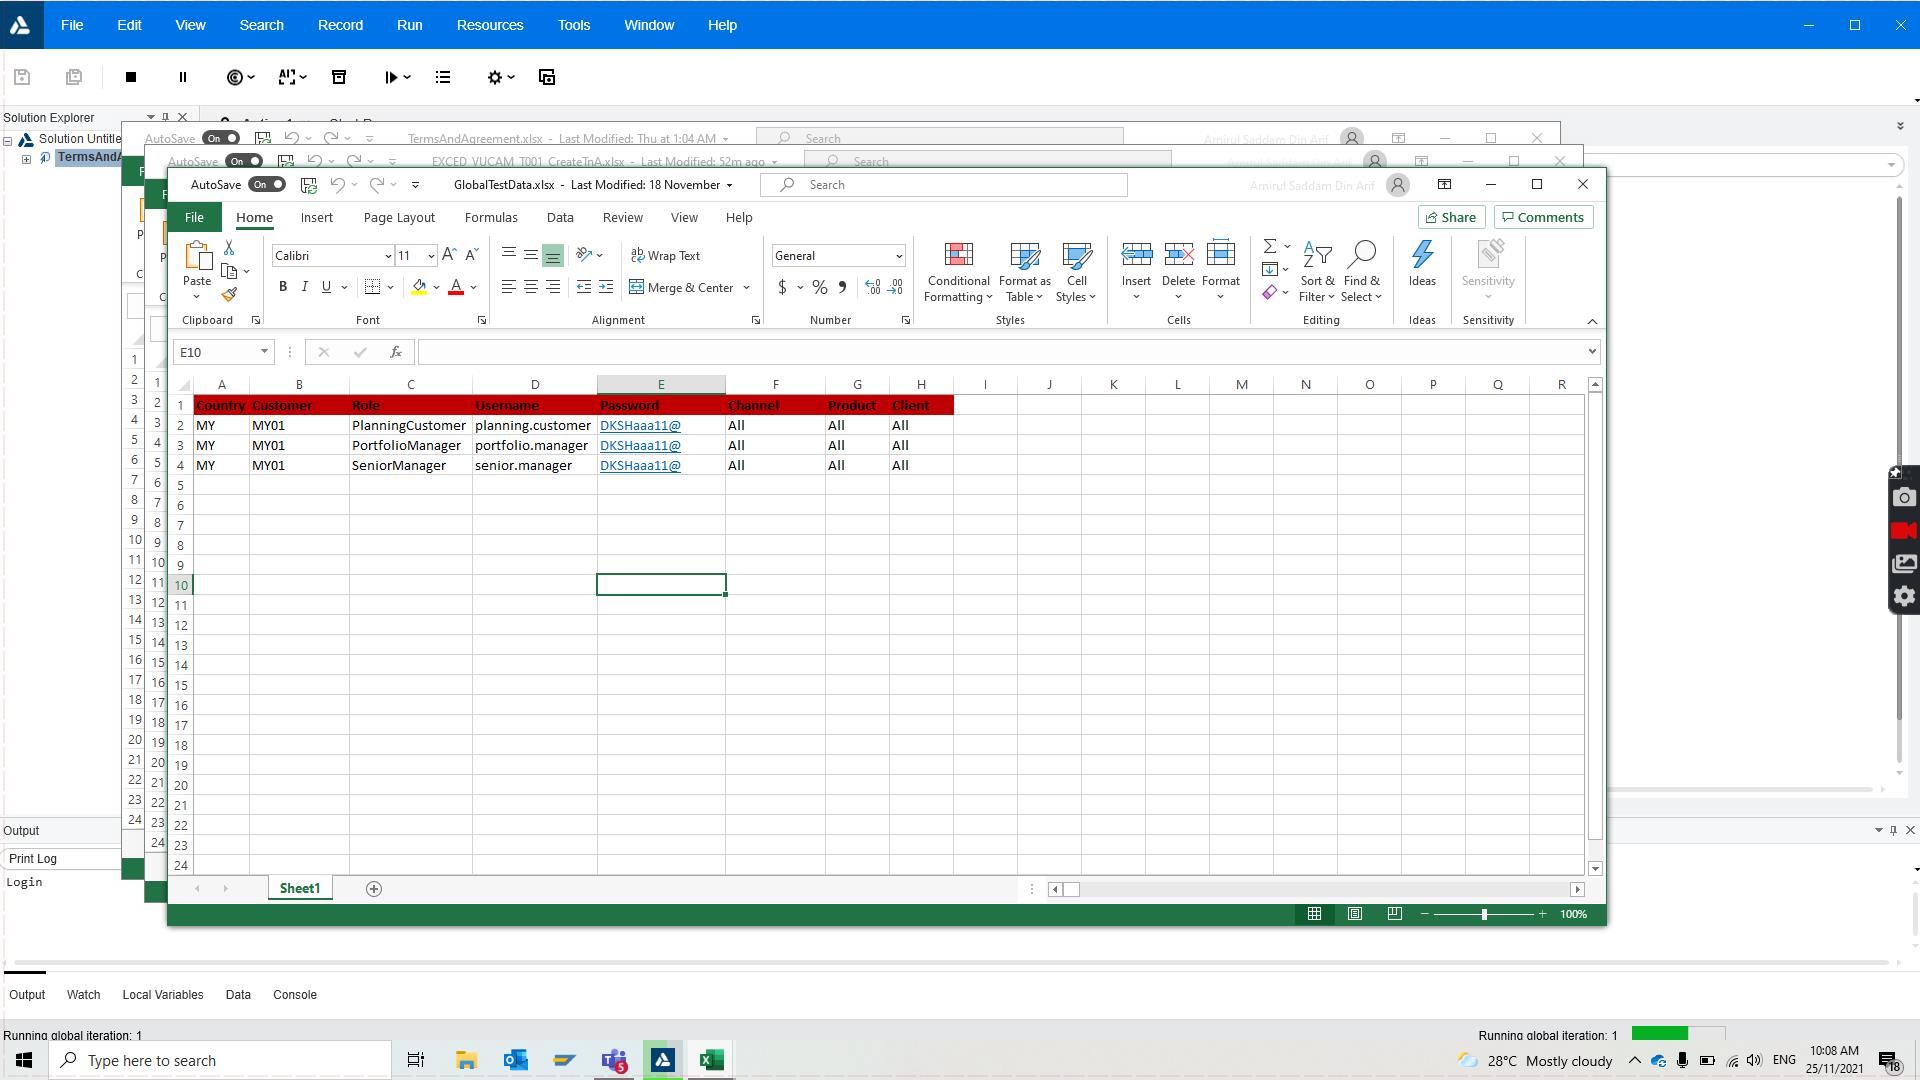 File Edit View Search Record Run Resources Tools Window Help
Solution Explorer
Solution Untitle
TermsAndA
AutoSave On TermsAndAgreement.xlsx - Last Modified: Thu at 1:04 AM Search Amirul Saddam Din Arif
AutoSave On EXCED_VUCAM_T001_CreateTnA.xlsx - Last Modified: 52m ago Search
AutoSave On GlobalTestData.xlsx - Last Modified: 18 November Search Amirul Saddam Din Arif
File Home Insert Page Layout Formulas Data Review View Help Share Comments
Calibri 11 Wrap Text General
Paste B I U Merge & Center $ % Conditional Formatting Format as Table Cell Styles Insert Delete Format Sort & Filter Find & Select Ideas Sensitivity
Clipboard Font Alignment Number Styles Cells Editing Ideas Sensitivity
E10 fx
A B C D E F G H I J K L M N O P Q R
1 Country Customer Role Username Password Channel Product Client
2 MY MY01 PlanningCustomer planning.customer DKSHaaa11@ All All All
3 MY MY01 PortfolioManager portfolio.manager DKSHaaa11@ All All All
4 MY MY01 SeniorManager senior.manager DKSHaaa11@ All All All
5
6
7
8
9
10
11
12
13
14
15
16
17
18
19
20
21
22
23
24
Sheet1
100%
Output
Print Log
Login
Output Watch Local Variables Data Console
Running global iteration: 1 Running global iteration: 1
Type here to search 5 28°C Mostly cloudy ENG 10:08 AM
25/11/2021 18